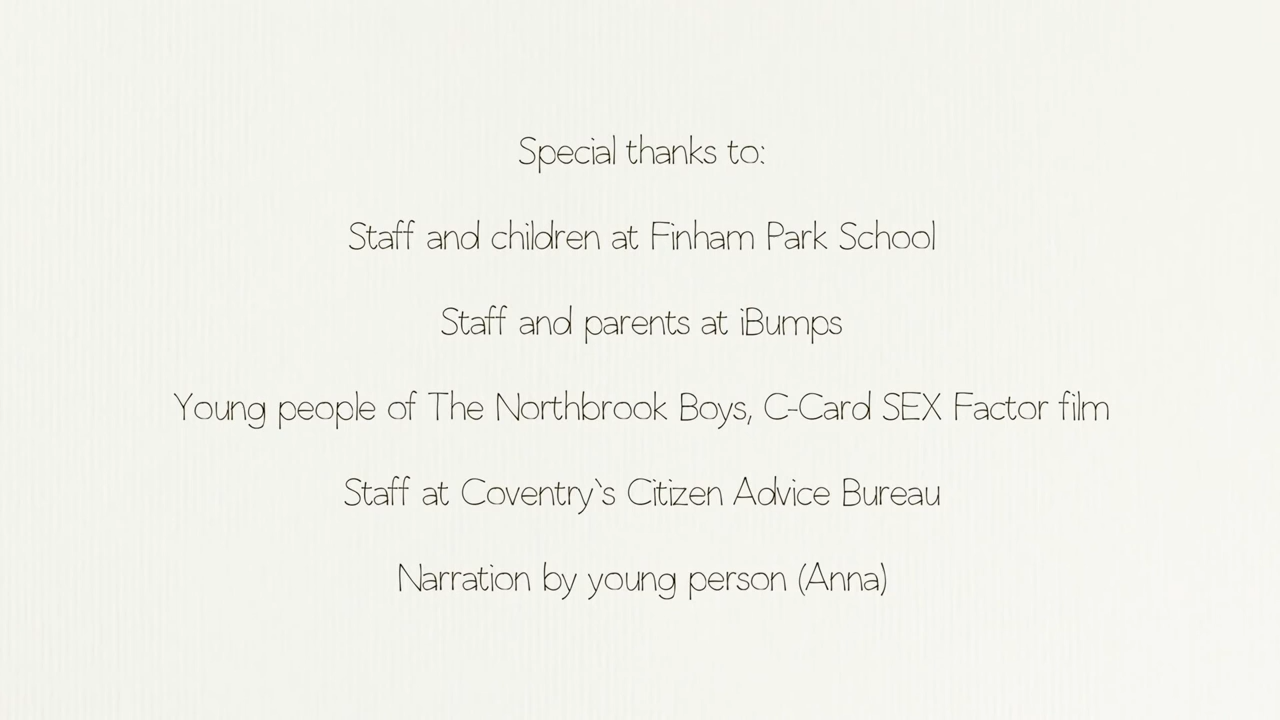 Special thanks to:
Staff and children at Finham Park School
Staff and parents at iBumps
Young people of The Northbrook Boys, C-Card SEX Factor film
Staff at Coventry`s Citizen Advice Bureau
Narration by young person (Anna)